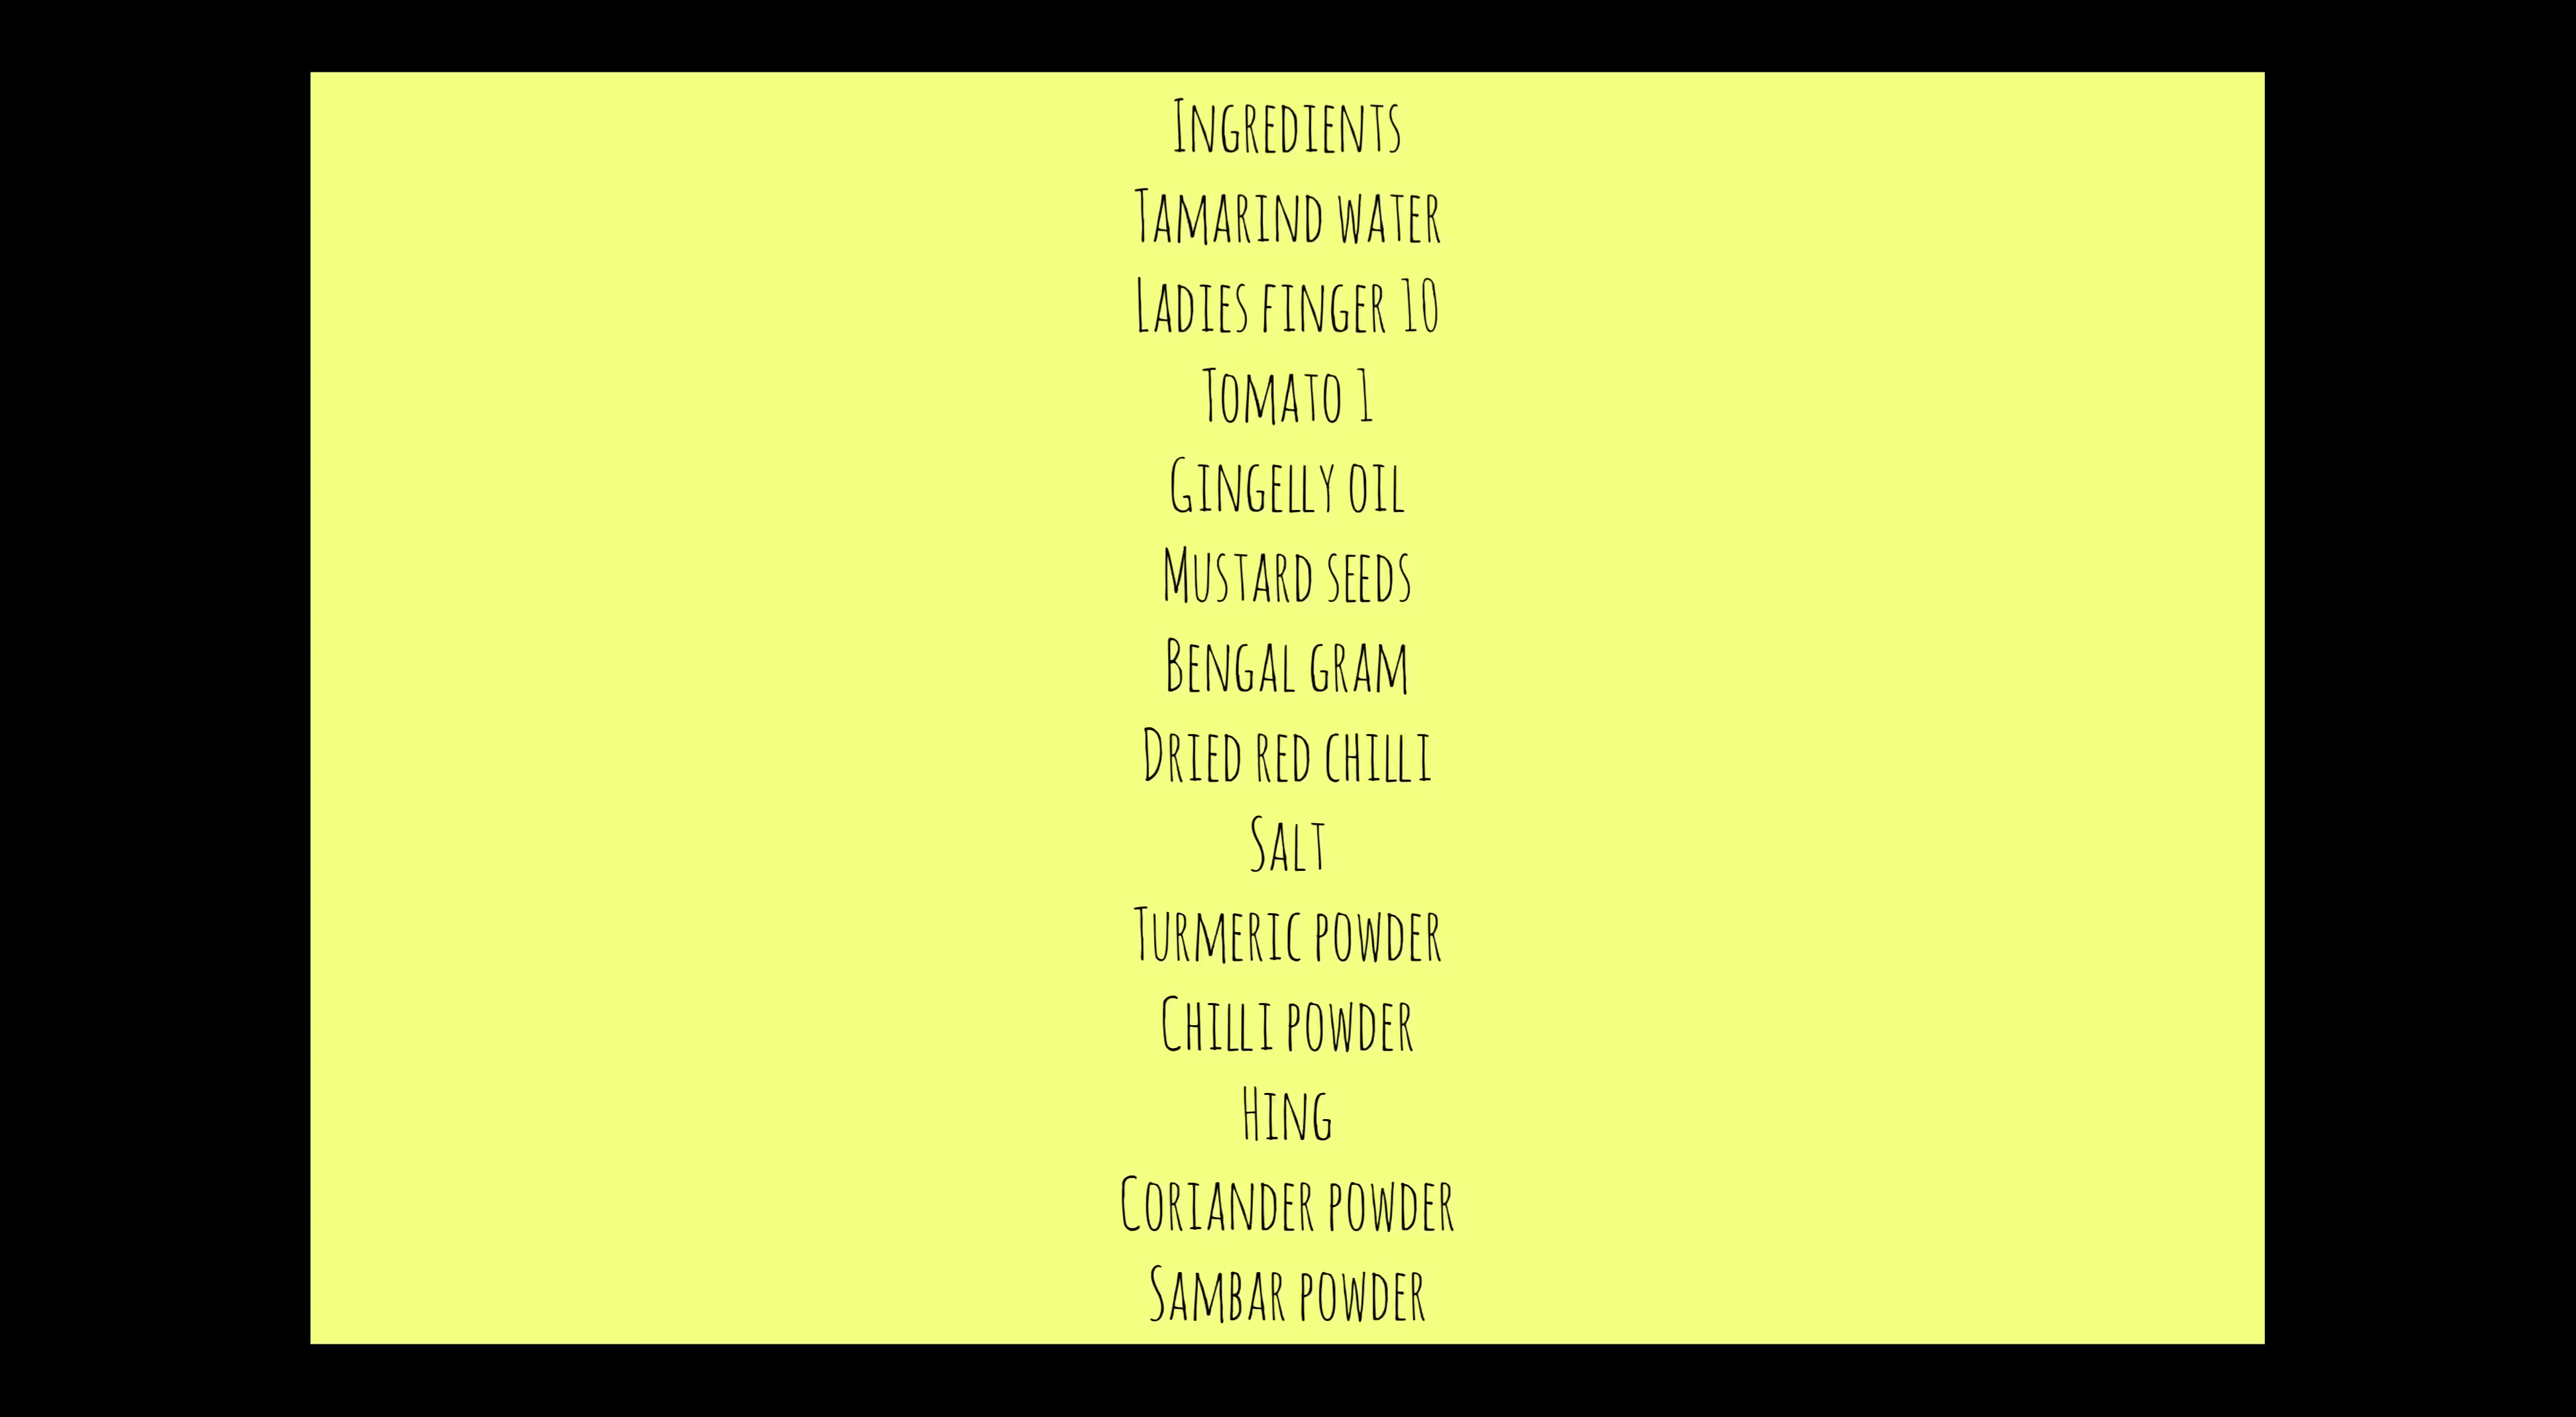 Ingredients
Tamarind water
Ladies finger 10
Tomato 1
Gingelly oil
Mustard seeds
Bengal gram
Dried red chilli
Salt
Turmeric powder
Chilli powder
Hing
Coriander powder
Sambar powder